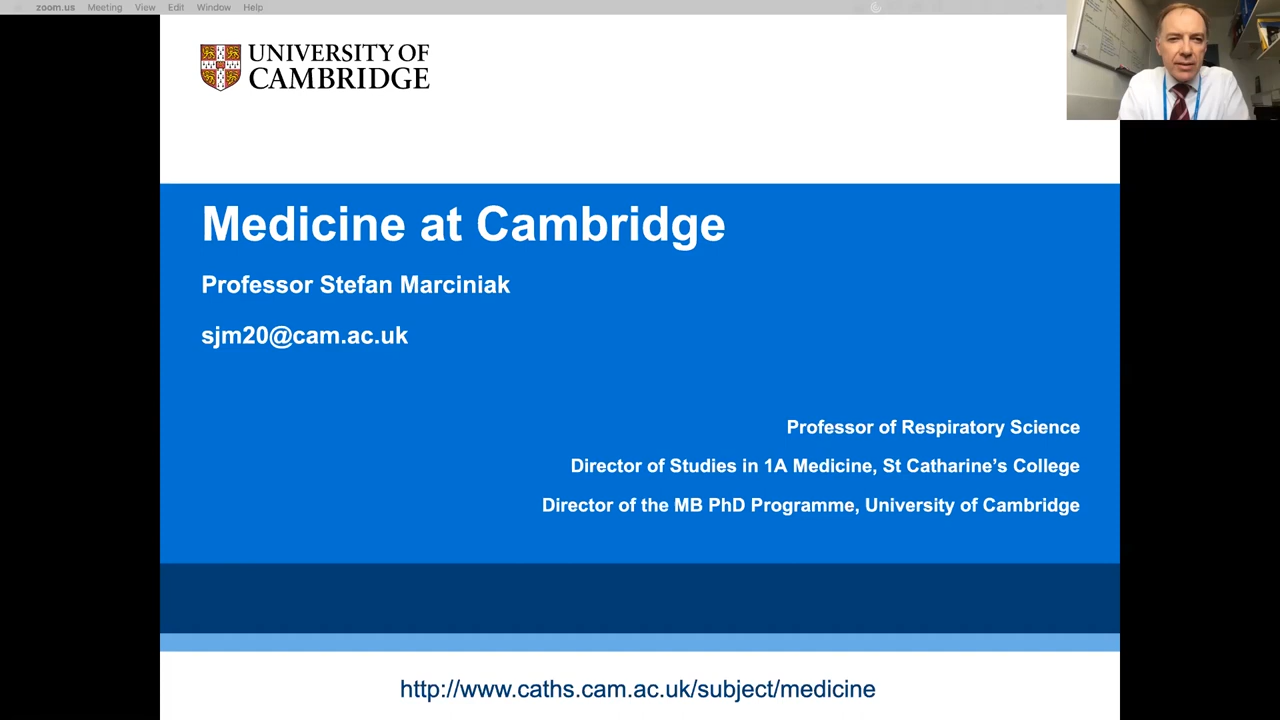 zoom.us Meeting View Edit Window Help
UNIVERSITY OF
CAMBRIDGE
Medicine at Cambridge
Professor Stefan Marciniak
sjm20@cam.ac.uk
Professor of Respiratory Science
Director of Studies in 1A Medicine, St Catharine’s College
Director of the MB PhD Programme, University of Cambridge
http://www.caths.cam.ac.uk/subject/medicine